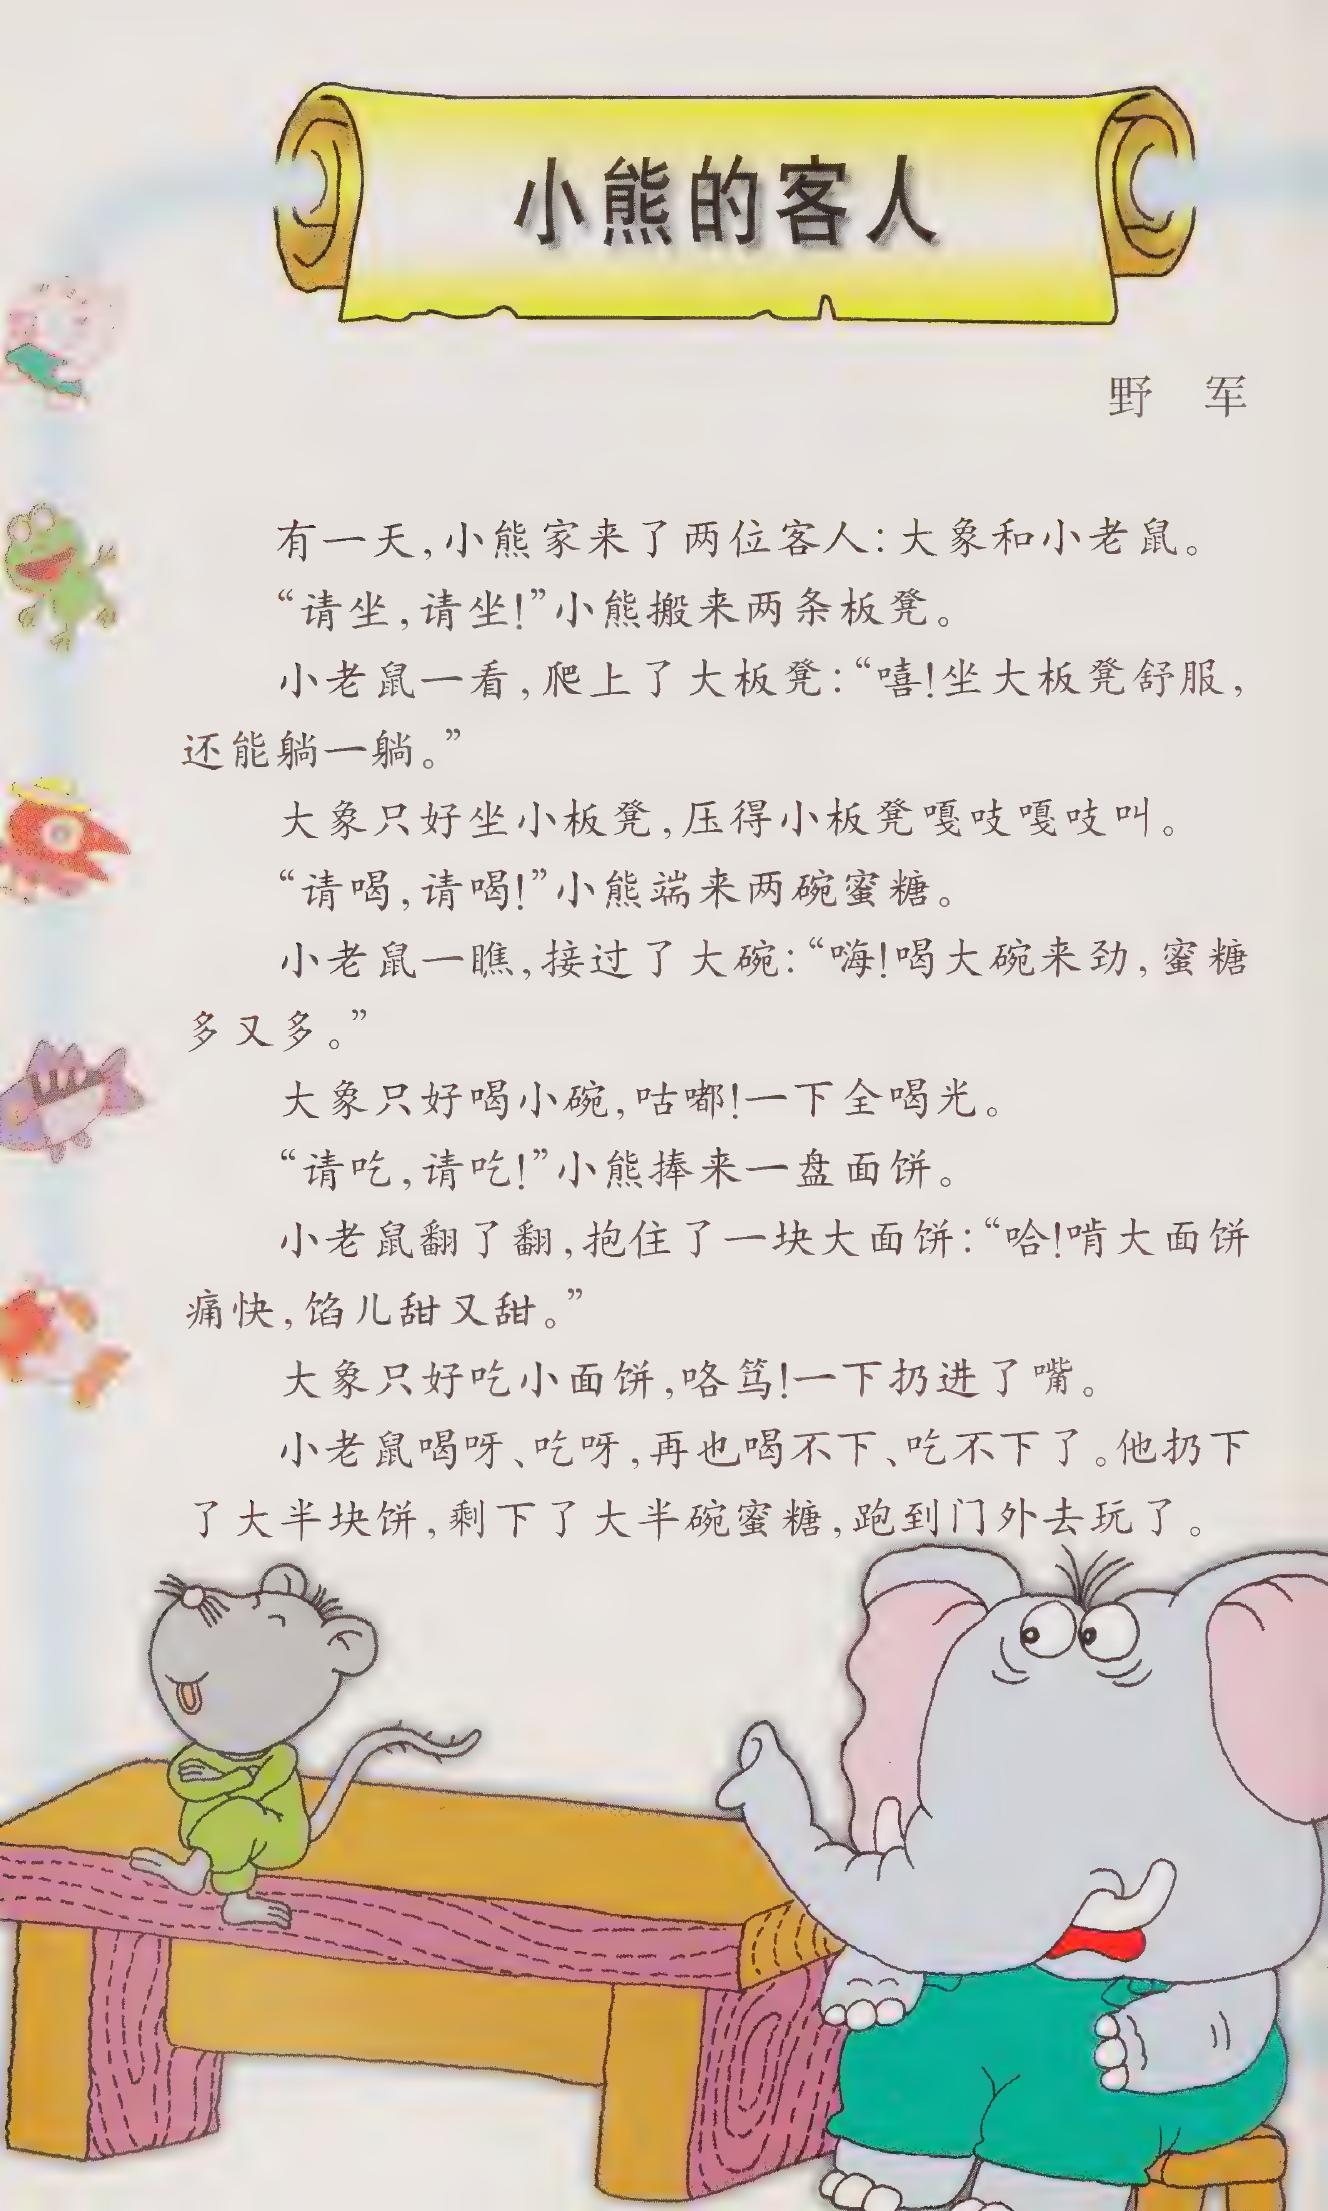 小熊的客人
野 军
有一天,小熊家来了两位客人:大象和小老鼠。
“请坐,请坐!”小熊搬来两条板凳。
小老鼠一看,爬上了大板凳:“嘻!坐大板凳舒服,
还能躺一躺。”
大象只好坐小板凳,压得小板凳嘎吱嘎吱叫。
“请喝,请喝!”小熊端来两碗蜜糖。
小老鼠一瞧,接过了大碗:“嗨!喝大碗来劲,蜜糖
多又多。”
大象只好喝小碗,咕嘟!一下全喝光。
“请吃,请吃!”小熊捧来一盘面饼。
小老鼠翻了翻,抱住了一块大面饼:“哈!啃大面饼
痛快,馅儿甜又甜。”
大象只好吃小面饼,咯笃!一下扔进了嘴。
小老鼠喝呀、吃呀,再也喝不下、吃不下了。他扔下
了大半块饼,剩下了大半碗蜜糖,跑到门外去玩了。